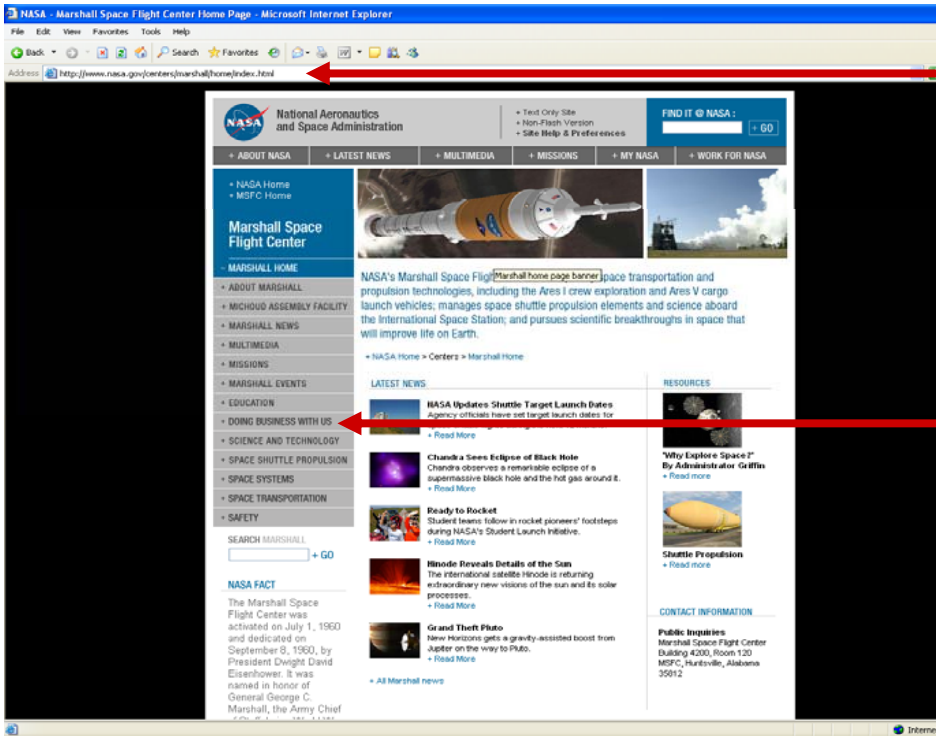 NASA - Marshall Space Flight Center Home Page - Microsoft Internet Explorer
File Edit View Favorites Tools Help
Back Search Favorites
Address http://www.nasa.gov/centers/marshall/home/index.html
NASA
National Aeronautics
and Space Administration
+ Text Only Site
+ Non-Flash Version
+ Site Help & Preferences
FIND IT @ NASA :
+ GO
+ ABOUT NASA + LATEST NEWS + MULTIMEDIA + MISSIONS + MY NASA + WORK FOR NASA
+ NASA Home
+ MSFC Home
Marshall Space
Flight Center
- MARSHALL HOME
+ ABOUT MARSHALL
+ MICHOUD ASSEMBLY FACILITY
+ MARSHALL NEWS
+ MULTIMEDIA
+ MISSIONS
+ MARSHALL EVENTS
+ EDUCATION
+ DOING BUSINESS WITH US
+ SCIENCE AND TECHNOLOGY
+ SPACE SHUTTLE PROPULSION
+ SPACE SYSTEMS
+ SPACE TRANSPORTATION
+ SAFETY
SEARCH MARSHALL
+ GO
NASA FACT
The Marshall Space
Flight Center was
activated on July 1, 1960
and dedicated on
September 8, 1960, by
President Dwight David
Eisenhower. It was
named in honor of
General George C.
Marshall, the Army Chief
Marshall home page banner
NASA's Marshall Space space transportation and
propulsion technologies, including the Ares I crew exploration and Ares V cargo
launch vehicles; manages space shuttle propulsion elements and science aboard
the International Space Station; and pursues scientific breakthroughs in space that
will improve life on Earth.
+ NASA Home > Centers > Marshall Home
LATEST NEWS
NASA Updates Shuttle Target Launch Dates
Agency officials have set target launch dates for
+ Read More
Chandra Sees Eclipse of Black Hole
Chandra observes a remarkable eclipse of a
supermassive black hole and the hot gas around it.
+ Read More
Ready to Rocket
Student teams follow in rocket pioneers' footsteps
during NASA's Student Launch Initiative.
+ Read More
Hinode Reveals Details of the Sun
The international satellite Hinode is returning
extraordinary new visions of the sun and its solar
processes.
+ Read More
Grand Theft Pluto
New Horizons gets a gravity-assisted boost from
Jupiter on the way to Pluto.
+ Read More
+ All Marshall news
RESOURCES
"Why Explore Space?"
By Administrator Griffin
+ Read more
Shuttle Propulsion
+ Read more
CONTACT INFORMATION
Public Inquiries
Marshall Space Flight Center
Building 4200, Room 120
MSFC, Huntsville, Alabama
35812